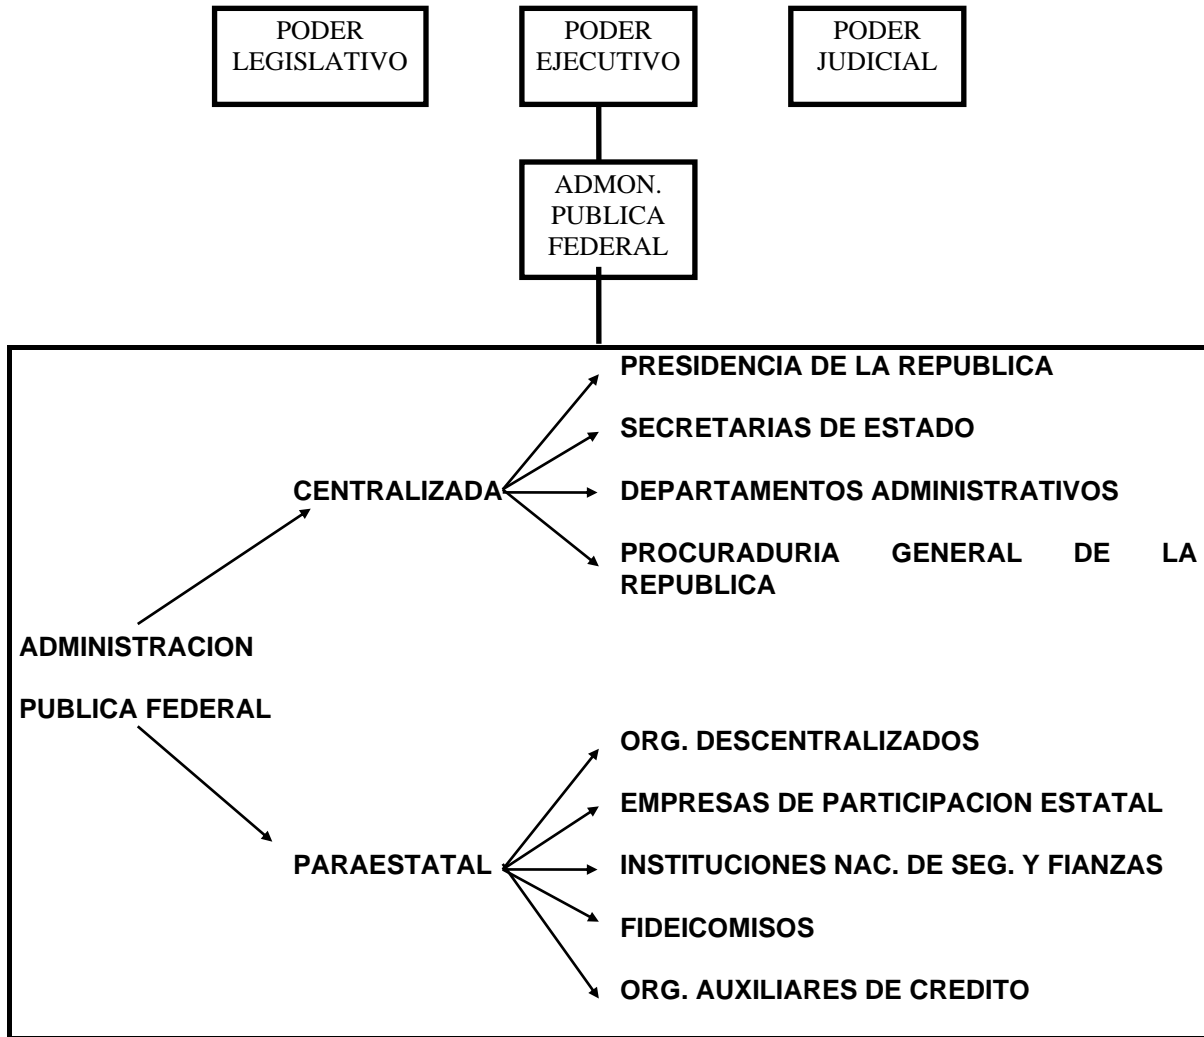 PODER
LEGISLATIVO
PODER
EJECUTIVO
PODER
JUDICIAL
ADMON.
PUBLICA
FEDERAL
PRESIDENCIA DE LA REPUBLICA
SECRETARIAS DE ESTADO
CENTRALIZADA
DEPARTAMENTOS ADMINISTRATIVOS
PROCURADURIA GENERAL DE LA
REPUBLICA
ADMINISTRACION
PUBLICA FEDERAL
ORG. DESCENTRALIZADOS
EMPRESAS DE PARTICIPACION ESTATAL
PARAESTATAL
INSTITUCIONES NAC. DE SEG. Y FIANZAS
FIDEICOMISOS
ORG. AUXILIARES DE CREDITO